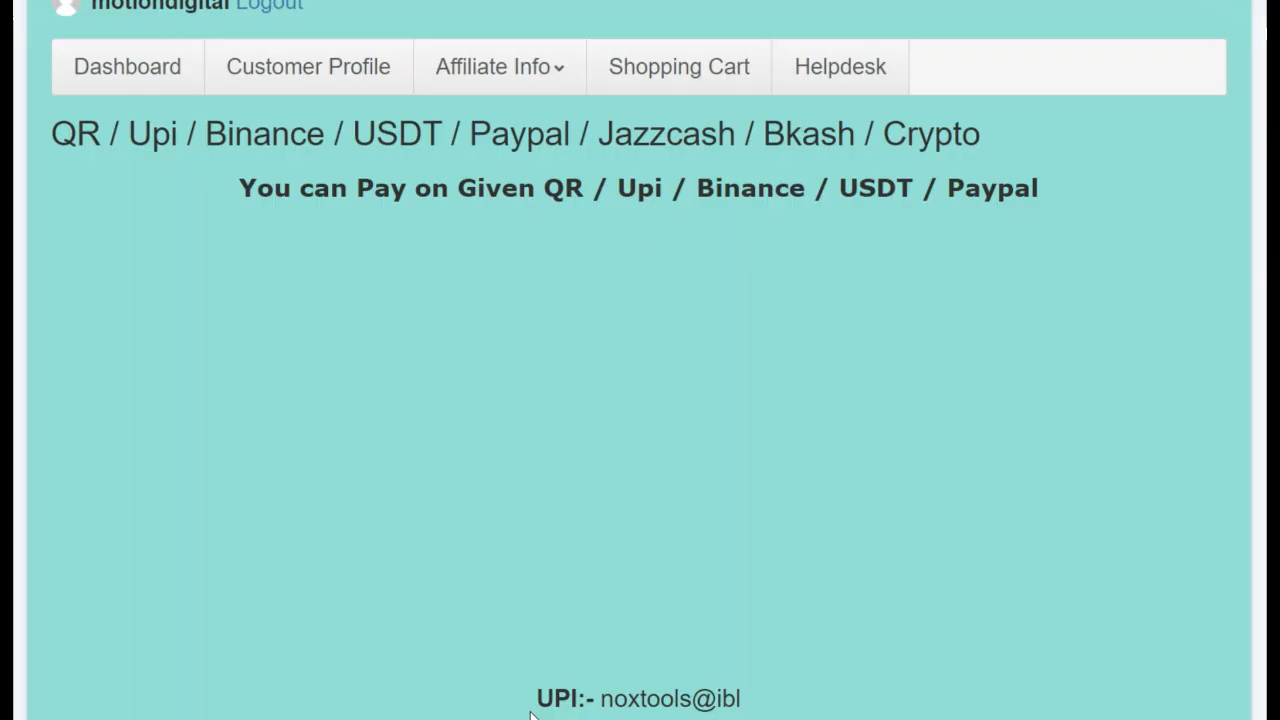 motiondigital Logout
Dashboard Customer Profile Affiliate Info Shopping Cart Helpdesk
QR / Upi / Binance / USDT / Paypal / Jazzcash / Bkash / Crypto
You can Pay on Given QR / Upi / Binance / USDT / Paypal
UPI:- noxtools@ibl